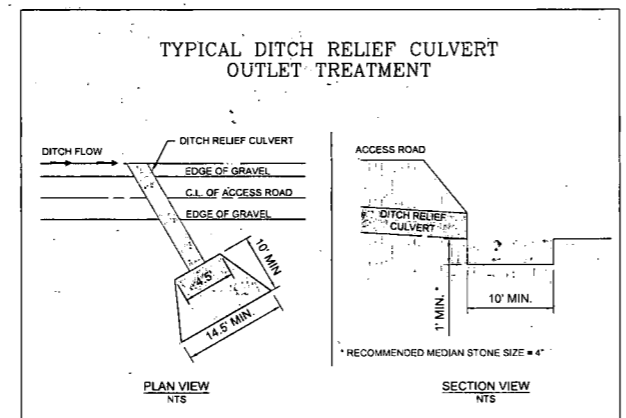 TYPICAL DITCH RELIEF CULVERT
OUTLET TREATMENT
DITCH FLOW
DITCH RELIEF CULVERT
EDGE OF GRAVEL
C.L. OF ACCESS ROAD
EDGE OF GRAVEL
4.5'
10' MIN
14.5' MIN.
PLAN VIEW
NTS
ACCESS ROAD
DITCH RELIEF
CULVERT
1' MIN. *
10' MIN.
* RECOMMENDED MEDIAN STONE SIZE = 4"
SECTION VIEW
NTS